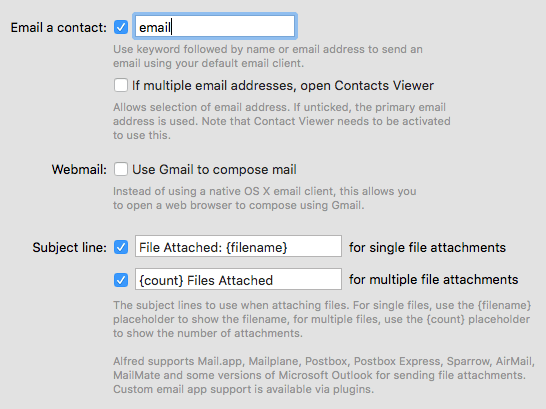 Email a contact: email
Use keyword followed by name or email address to send an
email using your default email client.
If multiple email addresses, open Contacts Viewer
Allows selection of email address. If unticked, the primary email
address is used. Note that Contact Viewer needs to be activated
to use this.
Webmail: Use Gmail to compose mail
Instead of using a native OS X email client, this allows you
to open a web browser to compose using Gmail.
Subject line: File Attached: {filename} for single file attachments
{count} Files Attached for multiple file attachments
The subject lines to use when attaching files. For single files, use the {filename}
placeholder to show the filename, for multiple files, use the {count} placeholder
to show the number of attachments.
Alfred supports Mail.app, Mailplane, Postbox, Postbox Express, Sparrow, AirMail,
MailMate and some versions of Microsoft Outlook for sending file attachments.
Custom email app support is available via plugins.